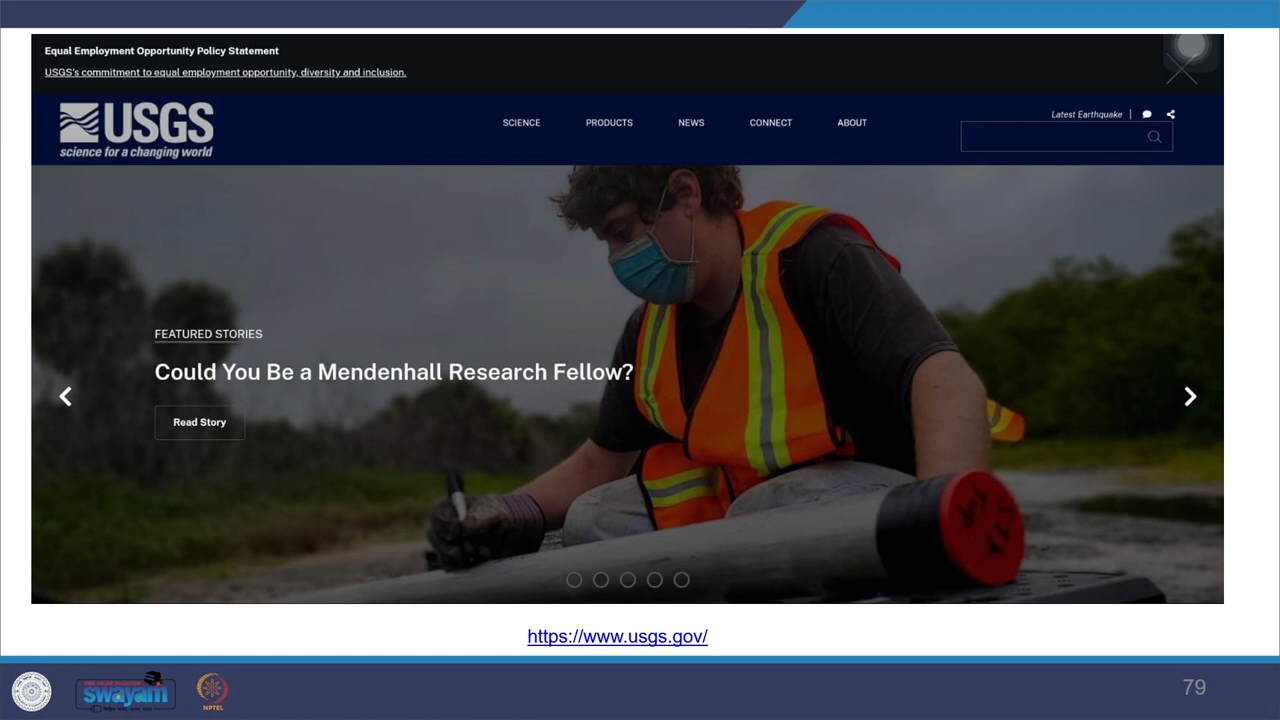 Equal Employment Opportunity Policy Statement
USGS's commitment to equal employment opportunity, diversity and inclusion.
USGS
science for a changing world
SCIENCE PRODUCTS NEWS CONNECT ABOUT
Latest Earthquake |
FEATURED STORIES
Could You Be a Mendenhall Research Fellow?
Read Story
https://www.usgs.gov/
swayam
NPTEL
79